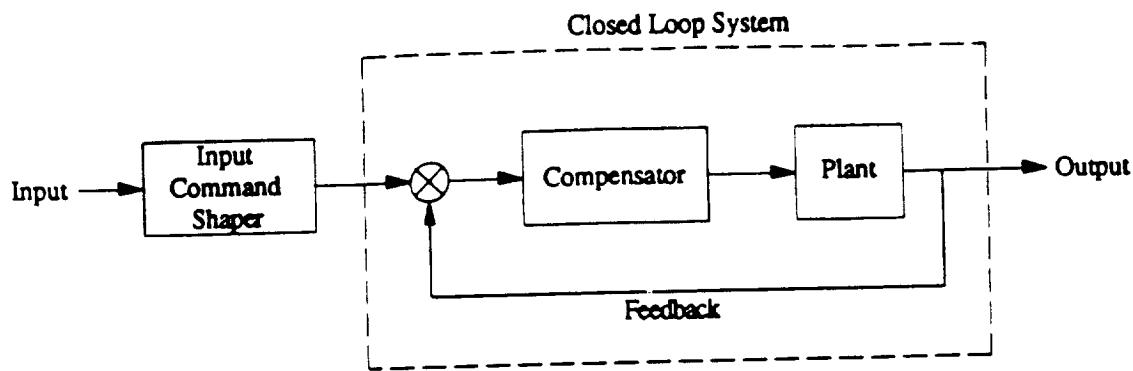 Closed Loop System
Input
Input
Command
Shaper
Compensator
Plant
Output
Feedback